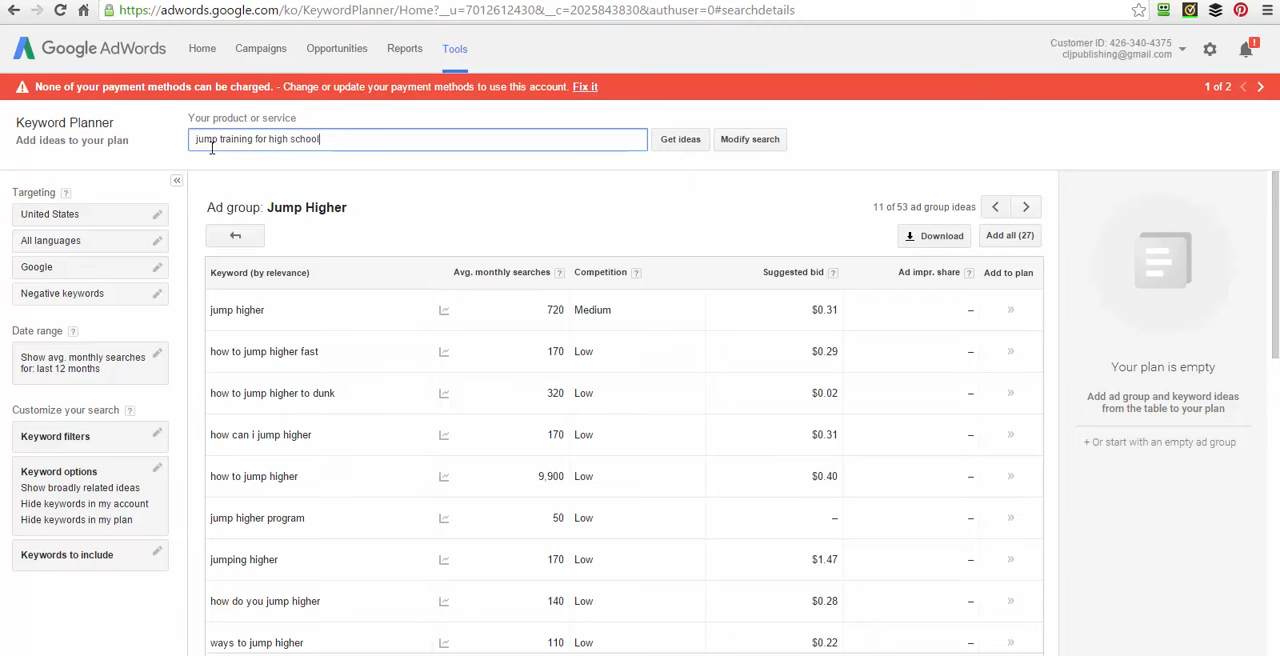 https://adwords.google.com/ko/KeywordPlanner/Home?__u=7012612430&__c=2025843830&authuser=0#searchdetails
Google AdWords Home Campaigns Opportunities Reports Tools
Customer ID: 426-340-4375
cljpublishing@gmail.com
!
None of your payment methods can be charged. - Change or update your payment methods to use this account. Fix it
1 of 2
Keyword Planner
Add ideas to your plan
Your product or service
jump training for high school
Get ideas
Modify search
Targeting ?
United States
All languages
Google
Negative keywords
Date range ?
Show avg. monthly searches
for: last 12 months
Customize your search ?
Keyword filters
Keyword options
Show broadly related ideas
Hide keywords in my account
Hide keywords in my plan
Keywords to include
Ad group: Jump Higher
11 of 53 ad group ideas
Download
Add all (27)
Keyword (by relevance) Avg. monthly searches ? Competition ? Suggested bid ? Ad impr. share ? Add to plan
jump higher 720 Medium $0.31 – »
how to jump higher fast 170 Low $0.29 – »
how to jump higher to dunk 320 Low $0.02 – »
how can i jump higher 170 Low $0.31 – »
how to jump higher 9,900 Low $0.40 – »
jump higher program 50 Low – – »
jumping higher 170 Low $1.47 – »
how do you jump higher 140 Low $0.28 – »
ways to jump higher 110 Low $0.22 – »
Your plan is empty
Add ad group and keyword ideas
from the table to your plan
+ Or start with an empty ad group